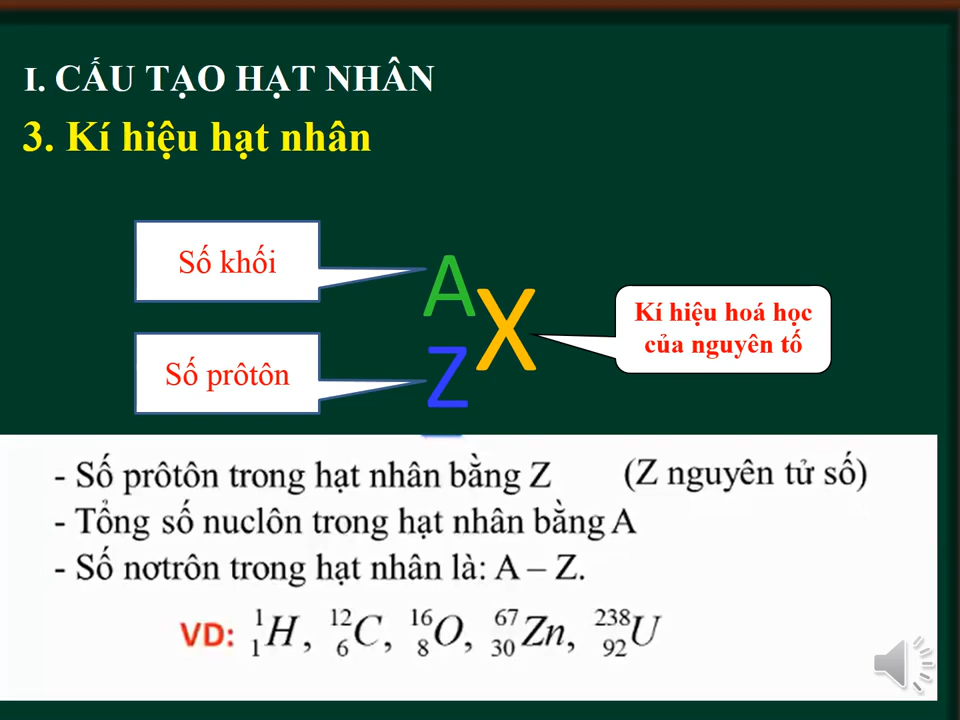 I. CẤU TẠO HẠT NHÂN
3. Kí hiệu hạt nhân
Số khối
A
X
Kí hiệu hoá học
của nguyên tố
Số prôtôn
Z
- Số prôtôn trong hạt nhân bằng Z (Z nguyên tử số)
- Tổng số nuclôn trong hạt nhân bằng A
- Số nơtrôn trong hạt nhân là: A – Z.
VD: ¹₁H, ¹²₆C, ¹⁶₈O, ⁶⁷₃₀Zn, ²³⁸₉₂U